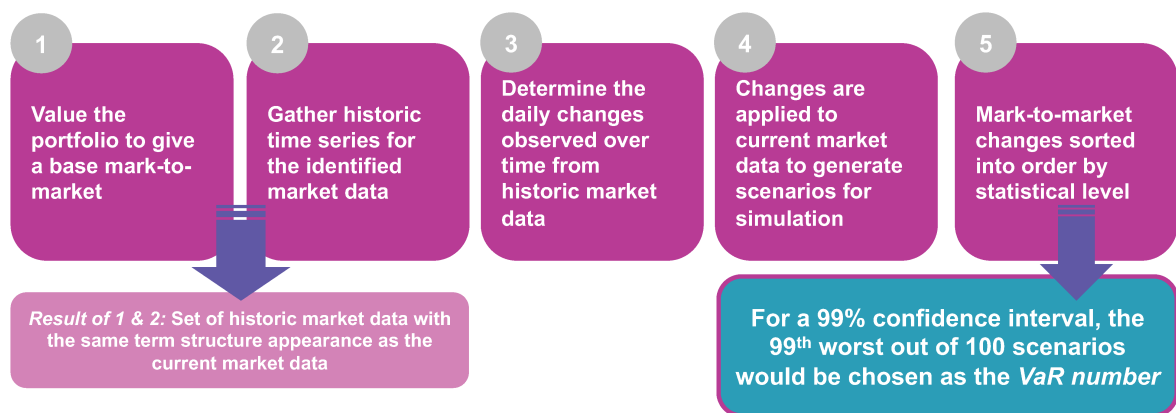 1
Value the
portfolio to give
a base mark-to-
market
2
Gather historic
time series for
the identified
market data
3
Determine the
daily changes
observed over
time from
historic market
data
4
Changes are
applied to
current market
data to generate
scenarios for
simulation
5
Mark-to-market
changes sorted
into order by
statistical level
Result of 1 & 2: Set of historic market data with
the same term structure appearance as the
current market data
For a 99% confidence interval, the
99th worst out of 100 scenarios
would be chosen as the VaR number